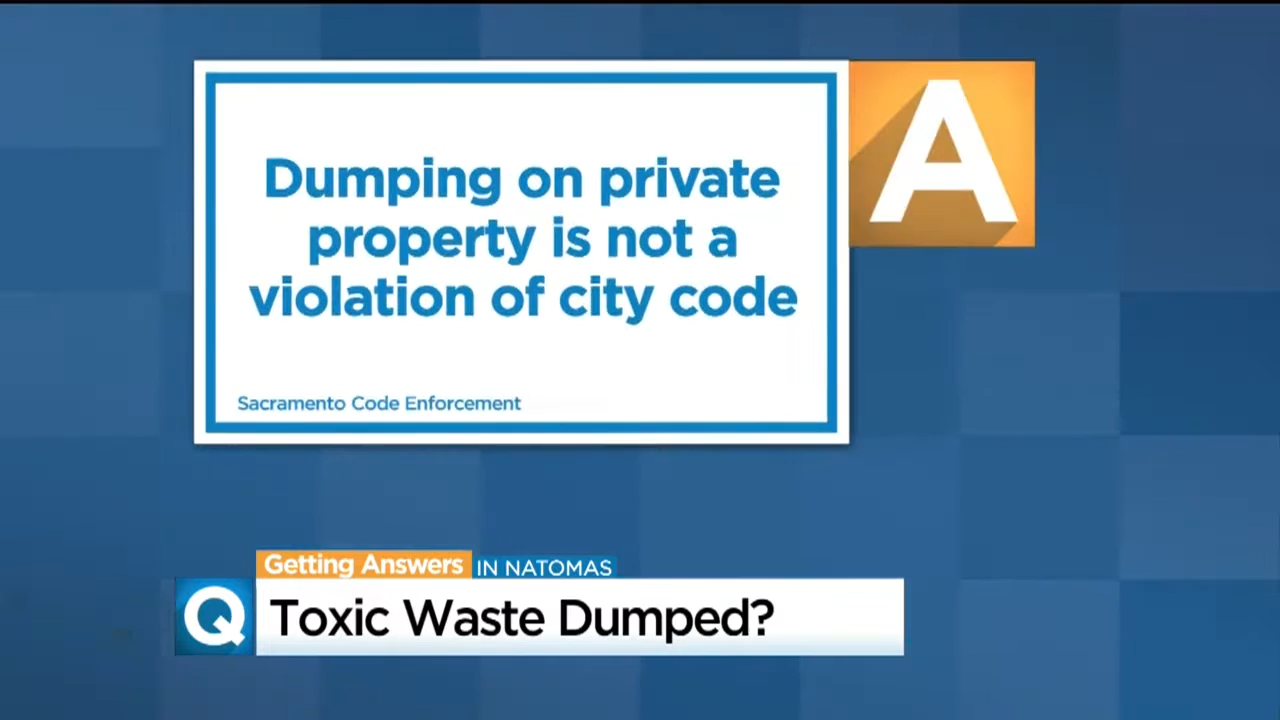 Dumping on private
property is not a
violation of city code
Sacramento Code Enforcement
A
Getting Answers IN NATOMAS
Q Toxic Waste Dumped?